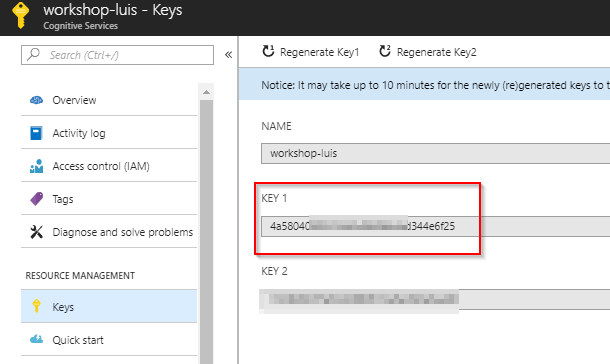 workshop-luis - Keys
Cognitive Services
Search (Ctrl+/)
«
Overview
Activity log
Access control (IAM)
Tags
Diagnose and solve problems
RESOURCE MANAGEMENT
Keys
Quick start
Regenerate Key1 Regenerate Key2
Notice: It may take up to 10 minutes for the newly (re)generated keys to t
NAME
workshop-luis
KEY 1
4a58040 d344e6f25
KEY 2